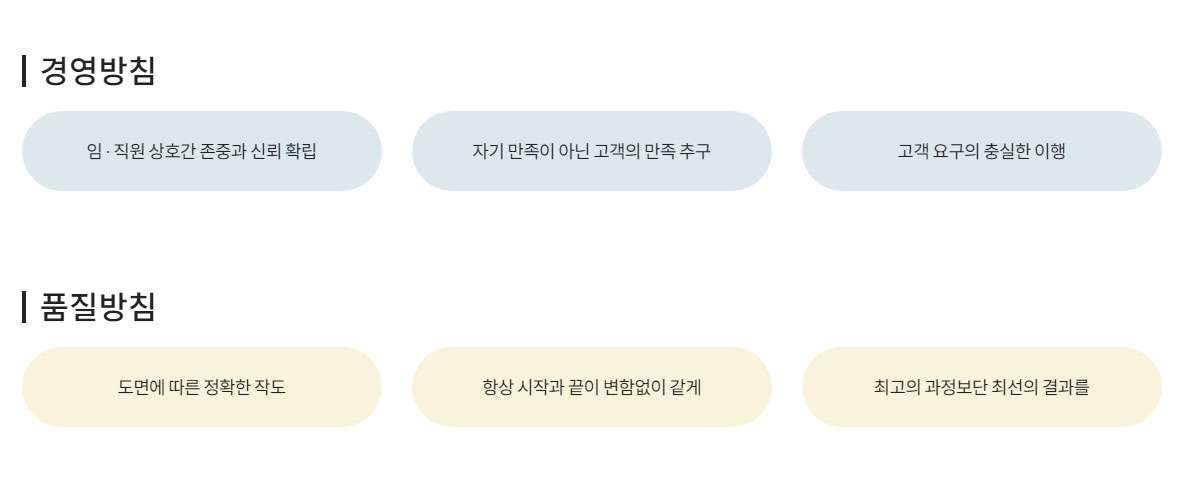 경영방침
임 · 직원 상호간 존중과 신뢰 확립
자기 만족이 아닌 고객의 만족 추구
고객 요구의 충실한 이행
품질방침
도면에 따른 정확한 작도
항상 시작과 끝이 변함없이 같게
최고의 과정보단 최선의 결과를